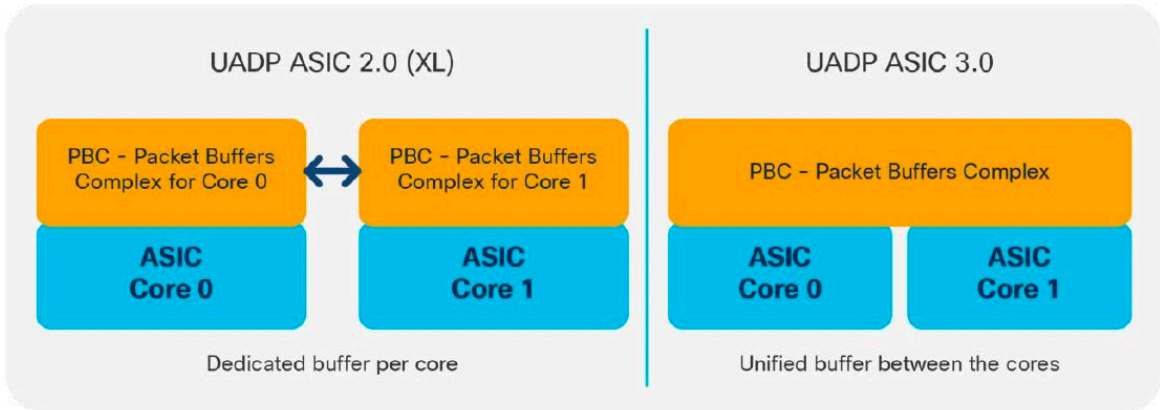 UADP ASIC 2.0 (XL)
PBC - Packet Buffers
Complex for Core 0
PBC - Packet Buffers
Complex for Core 1
ASIC
Core 0
ASIC
Core 1
Dedicated buffer per core
UADP ASIC 3.0
PBC - Packet Buffers Complex
ASIC
Core 0
ASIC
Core 1
Unified buffer between the cores